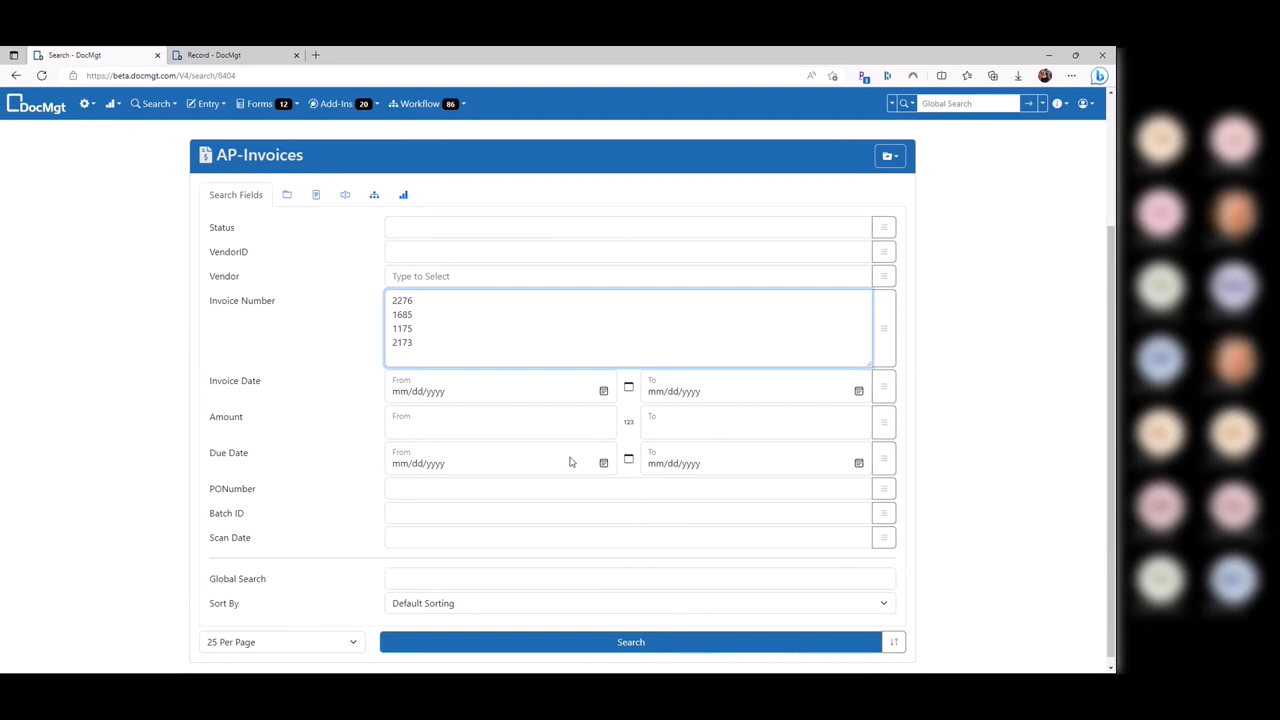 Search - DocMgt
Record - DocMgt
https://beta.docmgt.com/V4/search/8404
DocMgt
Search
Entry
Forms 12
Add-Ins 20
Workflow 86
Global Search
AP-Invoices
Search Fields
Status
VendorID
Vendor
Type to Select
Invoice Number
2276
1685
1175
2173
Invoice Date
From
mm/dd/yyyy
To
mm/dd/yyyy
Amount
From
123
To
Due Date
From
mm/dd/yyyy
To
mm/dd/yyyy
PONumber
Batch ID
Scan Date
Global Search
Sort By
Default Sorting
25 Per Page
Search